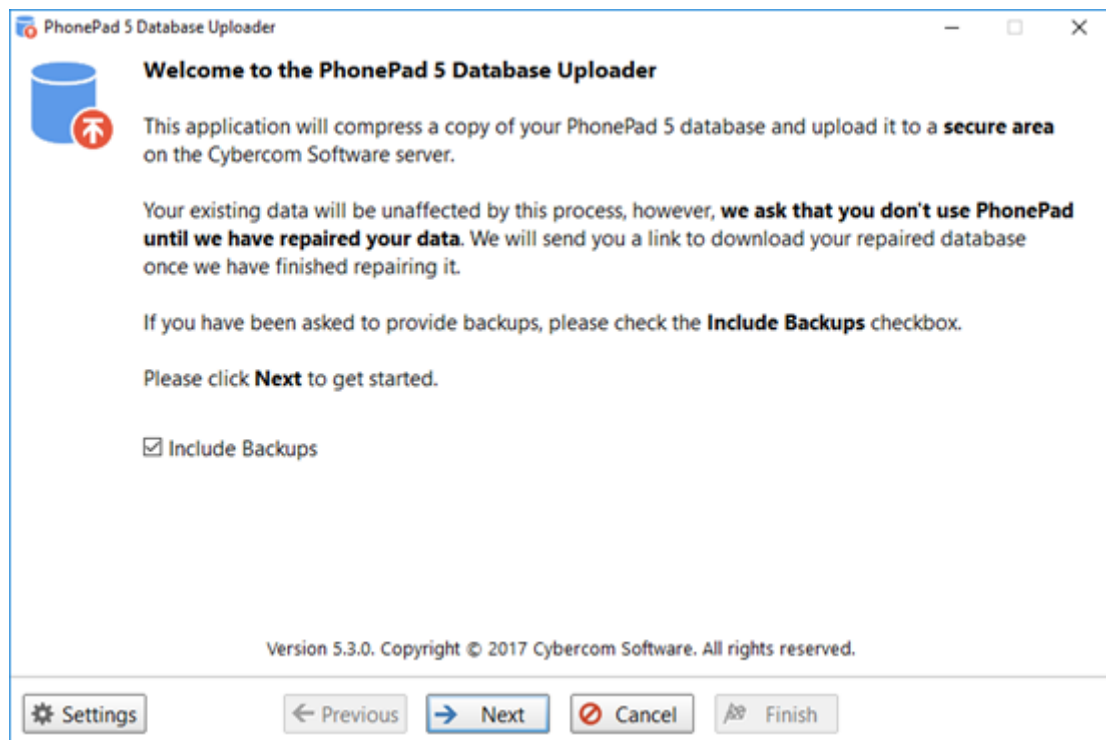 PhonePad 5 Database Uploader
Welcome to the PhonePad 5 Database Uploader
This application will compress a copy of your PhonePad 5 database and upload it to a secure area
on the Cybercom Software server.
Your existing data will be unaffected by this process, however, we ask that you don't use PhonePad
until we have repaired your data. We will send you a link to download your repaired database
once we have finished repairing it.
If you have been asked to provide backups, please check the Include Backups checkbox.
Please click Next to get started.
Include Backups
Version 5.3.0. Copyright © 2017 Cybercom Software. All rights reserved.
Settings Previous Next Cancel Finish